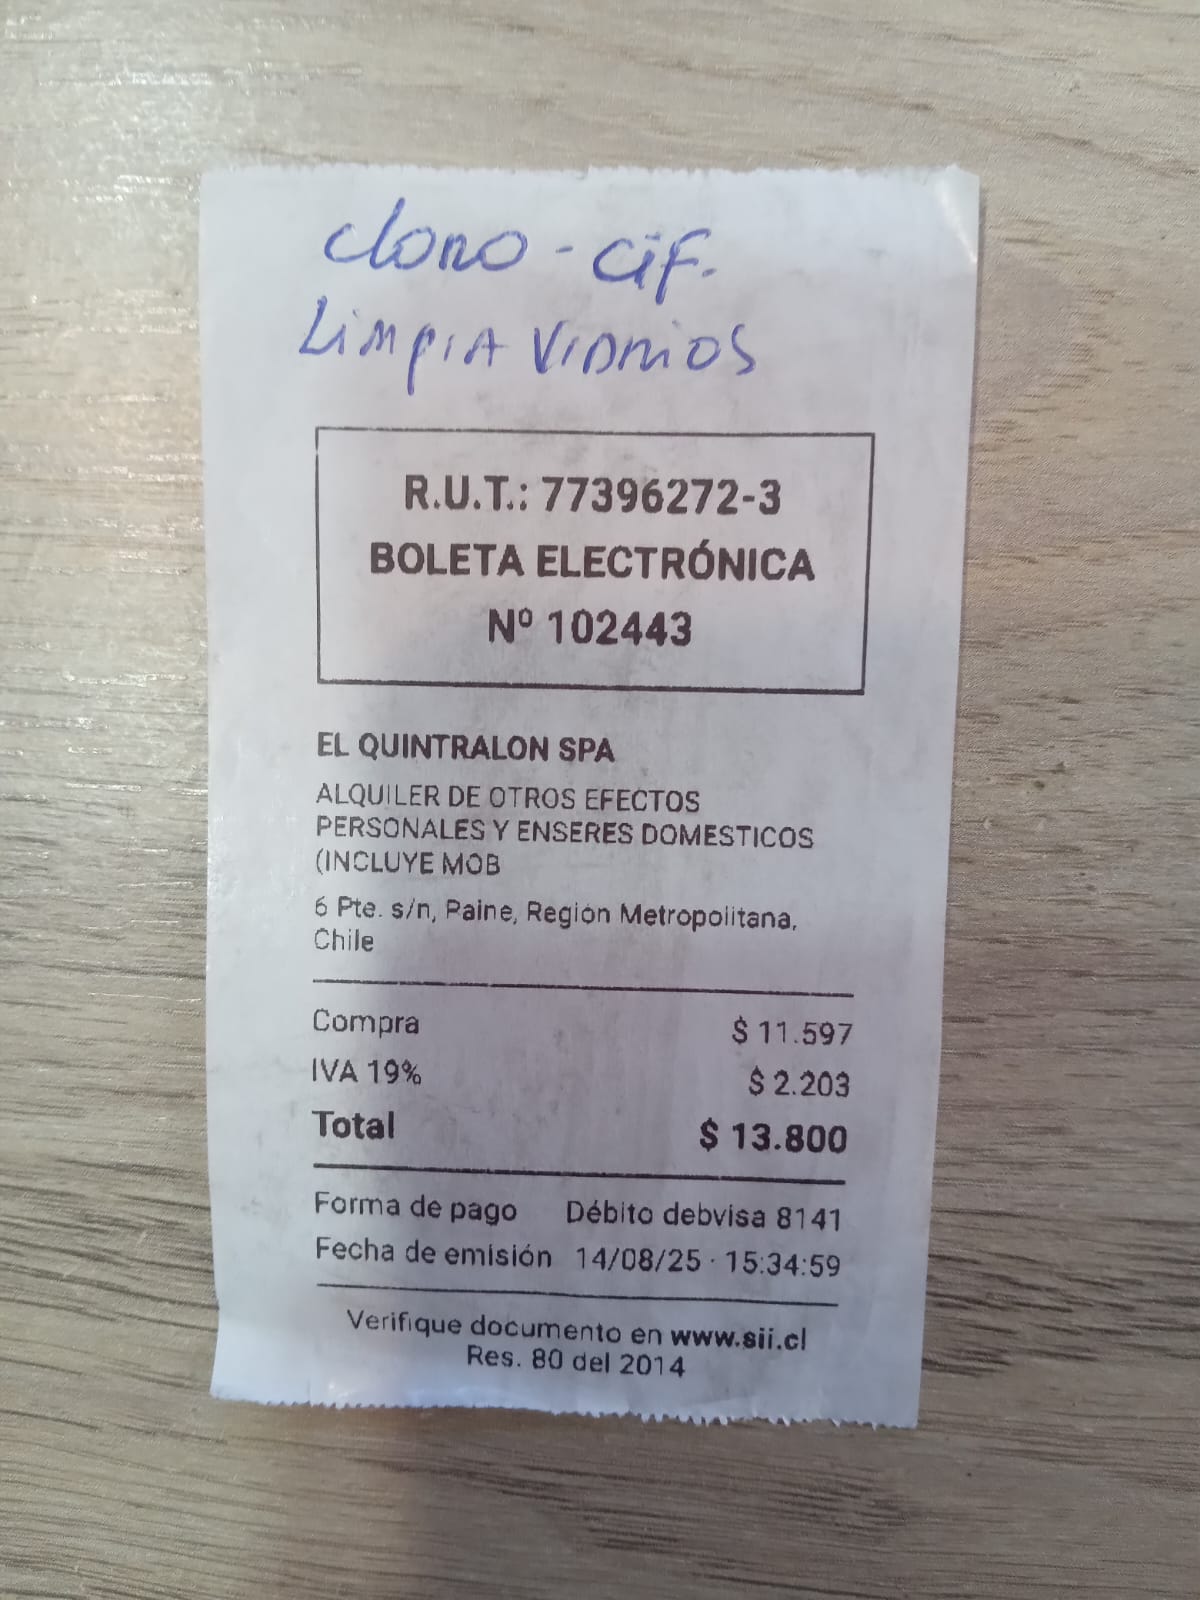 cloro - cif.
Limpia Vidrios
R.U.T.: 77396272-3
BOLETA ELECTRÓNICA
Nº 102443
EL QUINTRALON SPA
ALQUILER DE OTROS EFECTOS
PERSONALES Y ENSERES DOMESTICOS
(INCLUYE MOB
6 Pte. s/n, Paine, Región Metropolitana,
Chile
Compra $ 11.597
IVA 19% $ 2.203
Total $ 13.800
Forma de pago Débito debvisa 8141
Fecha de emisión 14/08/25 · 15:34:59
Verifique documento en www.sii.cl
Res. 80 del 2014